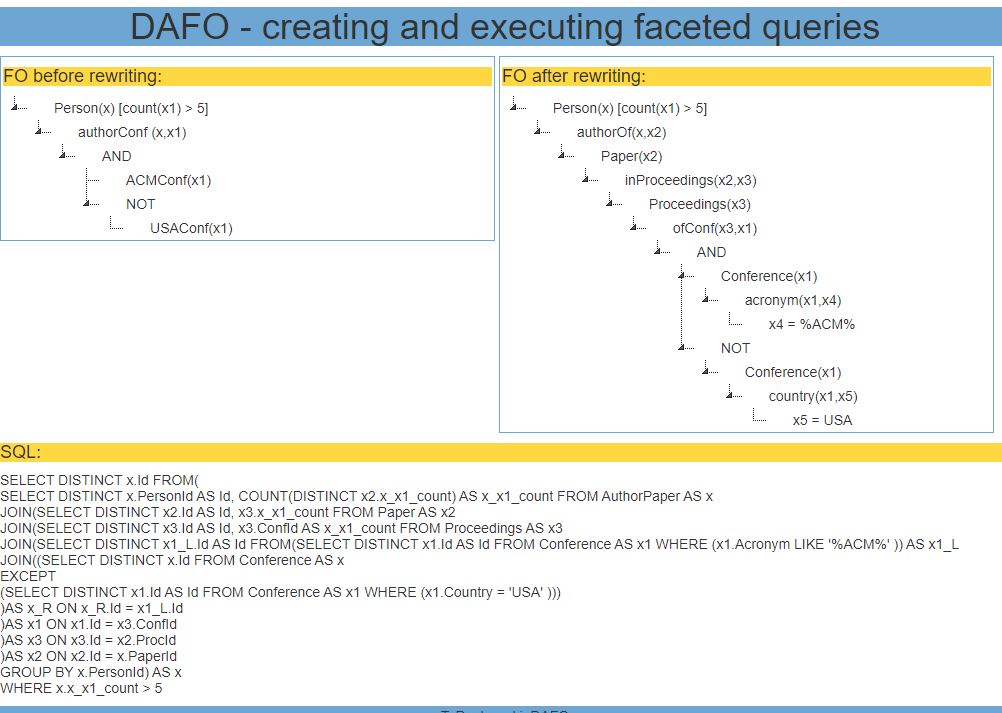 DAFO - creating and executing faceted queries
FO before rewriting:
Person(x) [count(x1) > 5]
authorConf (x,x1)
AND
ACMConf(x1)
NOT
USAConf(x1)
FO after rewriting:
Person(x) [count(x1) > 5]
authorOf(x,x2)
Paper(x2)
inProceedings(x2,x3)
Proceedings(x3)
ofConf(x3,x1)
AND
Conference(x1)
acronym(x1,x4)
x4 = %ACM%
NOT
Conference(x1)
country(x1,x5)
x5 = USA
SQL:
SELECT DISTINCT x.Id FROM(
SELECT DISTINCT x.PersonId AS Id, COUNT(DISTINCT x2.x_x1_count) AS x_x1_count FROM AuthorPaper AS x
JOIN(SELECT DISTINCT x2.Id AS Id, x3.x_x1_count FROM Paper AS x2
JOIN(SELECT DISTINCT x3.Id AS Id, x3.ConfId AS x_x1_count FROM Proceedings AS x3
JOIN(SELECT DISTINCT x1_L.Id AS Id FROM(SELECT DISTINCT x1.Id AS Id FROM Conference AS x1 WHERE (x1.Acronym LIKE '%ACM%' )) AS x1_L
JOIN((SELECT DISTINCT x.Id FROM Conference AS x
EXCEPT
(SELECT DISTINCT x1.Id AS Id FROM Conference AS x1 WHERE (x1.Country = 'USA' )))
)AS x_R ON x_R.Id = x1_L.Id
)AS x1 ON x1.Id = x3.ConfId
)AS x3 ON x3.Id = x2.ProcId
)AS x2 ON x2.Id = x.PaperId
GROUP BY x.PersonId) AS x
WHERE x.x_x1_count > 5